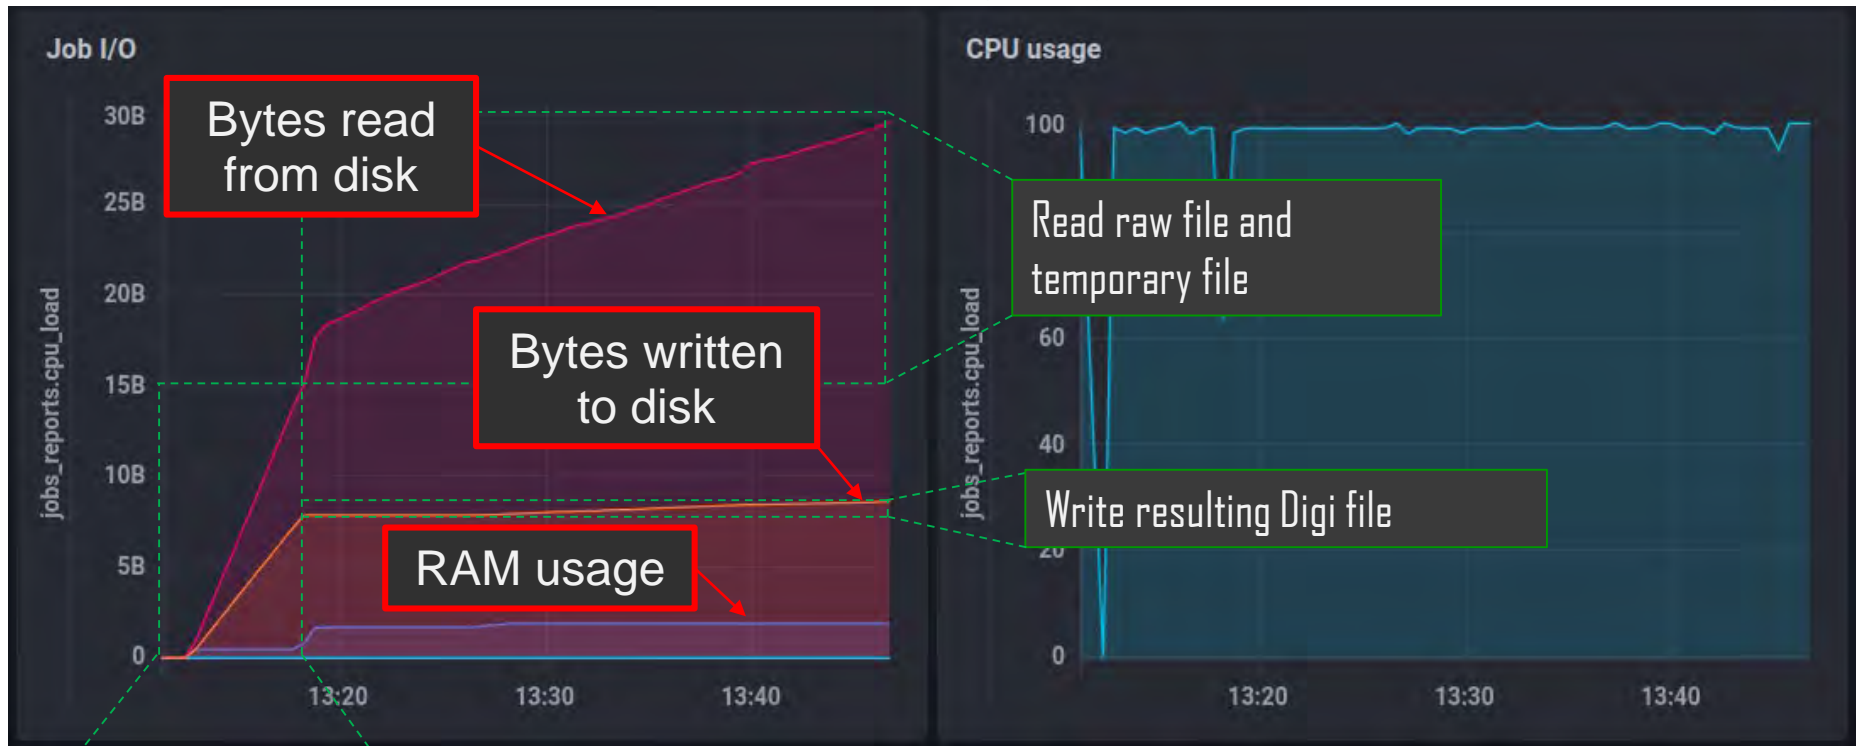 Job I/O
30B
25B
20B
15B
10B
5B
0
jobs_reports.cpu_load
13:20
13:30
13:40
Bytes read
from disk
Bytes written
to disk
RAM usage
CPU usage
100
60
40
20
0
jobs_reports.cpu_load
13:20
13:30
13:40
Read raw file and
temporary file
Write resulting Digi file